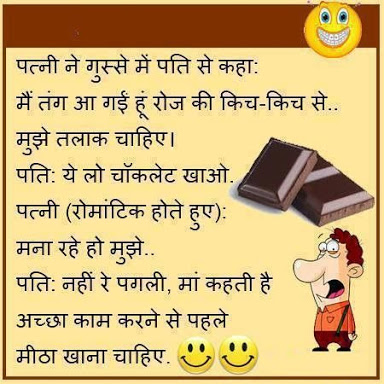 पत्नी ने गुस्से में पति से कहा:
मैं तंग आ गईं हूं रोज की किच-किच से..
मुझे तलाक चाहिए।
पति: ये लो चॉकलेट खाओ.
पत्नी (रोमांटिक होते हुए):
मना रहे हो मुझे..
पति: नहीं रे पगली, मां कहती है
अच्छा काम करने से पहले
मीठा खाना चाहिए.